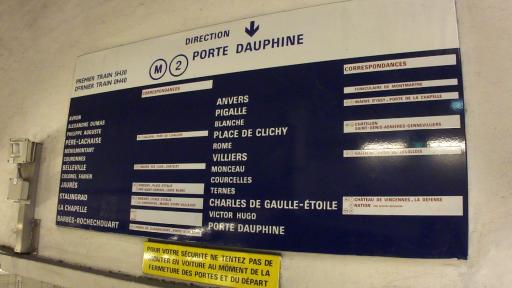 DIRECTION
M 2 PORTE DAUPHINE
PREMIER TRAIN 5H30
DERNIER TRAIN 0H40
CORRESPONDANCES
AVRON
ALEXANDRE DUMAS
PHILIPPE AUGUSTE
PÈRE-LACHAISE
MÉNILMONTANT
COURONNES
BELLEVILLE
COLONEL FABIEN
JAURÈS
STALINGRAD
LA CHAPELLE
BARBÈS-ROCHECHOUART
ANVERS
PIGALLE
BLANCHE
PLACE DE CLICHY
ROME
VILLIERS
MONCEAU
COURCELLES
TERNES
CHARLES DE GAULLE-ÉTOILE
VICTOR HUGO
PORTE DAUPHINE
CORRESPONDANCES
FUNICULAIRE DE MONTMARTRE
MAIRIE D'ISSY _ PORTE DE LA CHAPELLE
CHÂTILLON
SAINT-DENIS-ASNIÈRES-GENNEVILLIERS
CHÂTEAU DE VINCENNES _ LA DÉFENSE
NATION
POUR VOTRE SÉCURITÉ NE TENTEZ PAS DE
MONTER EN VOITURE AU MOMENT DE LA
FERMETURE DES PORTES ET DU DÉPART